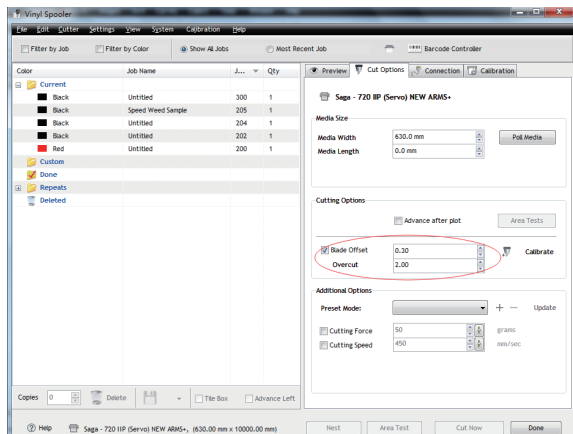 Vinyl Spooler
File Edit Cutter Settings View System Calibration Help
Filter by Job Filter by Color Show All Jobs Most Recent Job Barcode Controller
Color Job Name J... Qty
Current
Black Untitled 300 1
Black Speed Weed Sample 205 1
Black Untitled 204 1
Black Untitled 202 1
Red Untitled 200 1
Custom
Done
Repeats
Deleted
Copies 0 Delete Tile Box Advance Left
Preview Cut Options Connection Calibration
Saga - 720 IIP (Servo) NEW ARMS+
Media Size
Media Width 630.0 mm Poll Media
Media Length 0.0 mm
Cutting Options
Advance after plot Area Tests
Blade Offset 0.30 Calibrate
Overcut 2.00
Additional Options
Preset Mode: Update
Cutting Force 50 grams
Cutting Speed 450 mm/sec
Help Saga - 720 IIP (Servo) NEW ARMS+, (630.00 mm x 10000.00 mm) Nest Area Test Cut Now Done